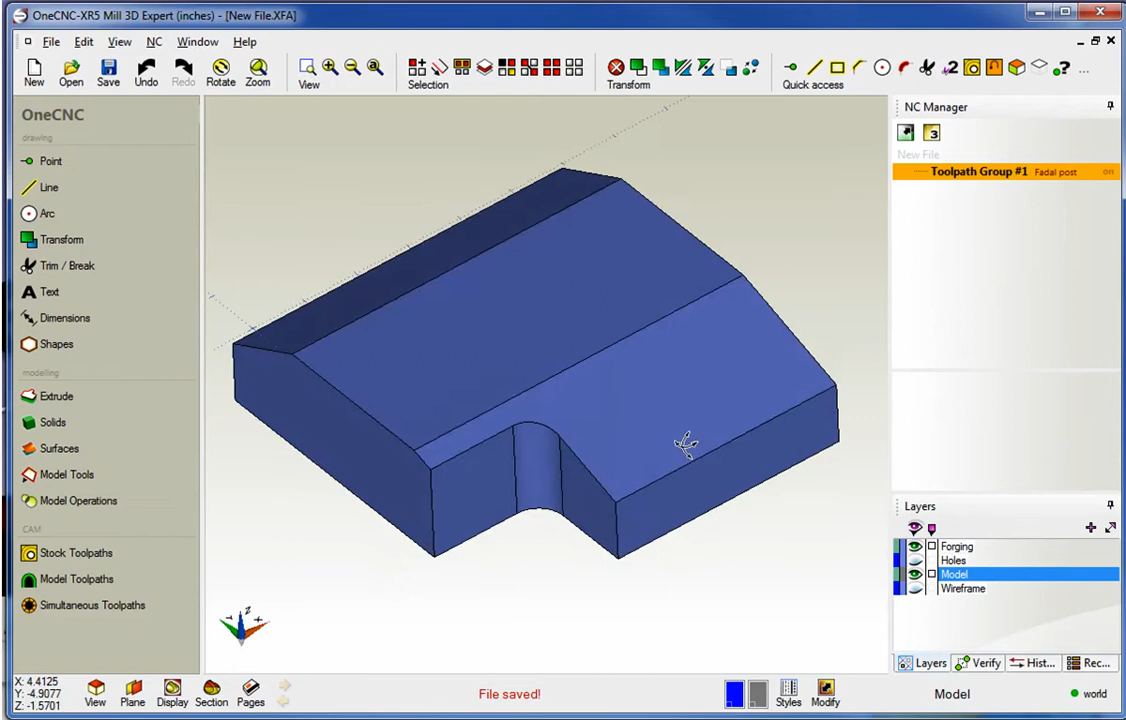 OneCNC-XR5 Mill 3D Expert (inches) - [New File.XFA]
File Edit View NC Window Help
New Open Save Undo Redo Rotate Zoom View Selection Transform Quick access ...
OneCNC
drawing
Point
Line
Arc
Transform
Trim / Break
Text
Dimensions
Shapes
modelling
Extrude
Solids
Surfaces
Model Tools
Model Operations
CAM
Stock Toolpaths
Model Toolpaths
Simultaneous Toolpaths
NC Manager
New File
Toolpath Group #1 Fadal post on
Layers
Forging
Holes
Model
Wireframe
Layers Verify Hist... Rec...
X: 4.4125
Y: -4.9077
Z: -1.5701
View Plane Display Section Pages
File saved!
Styles Modify
Model
world